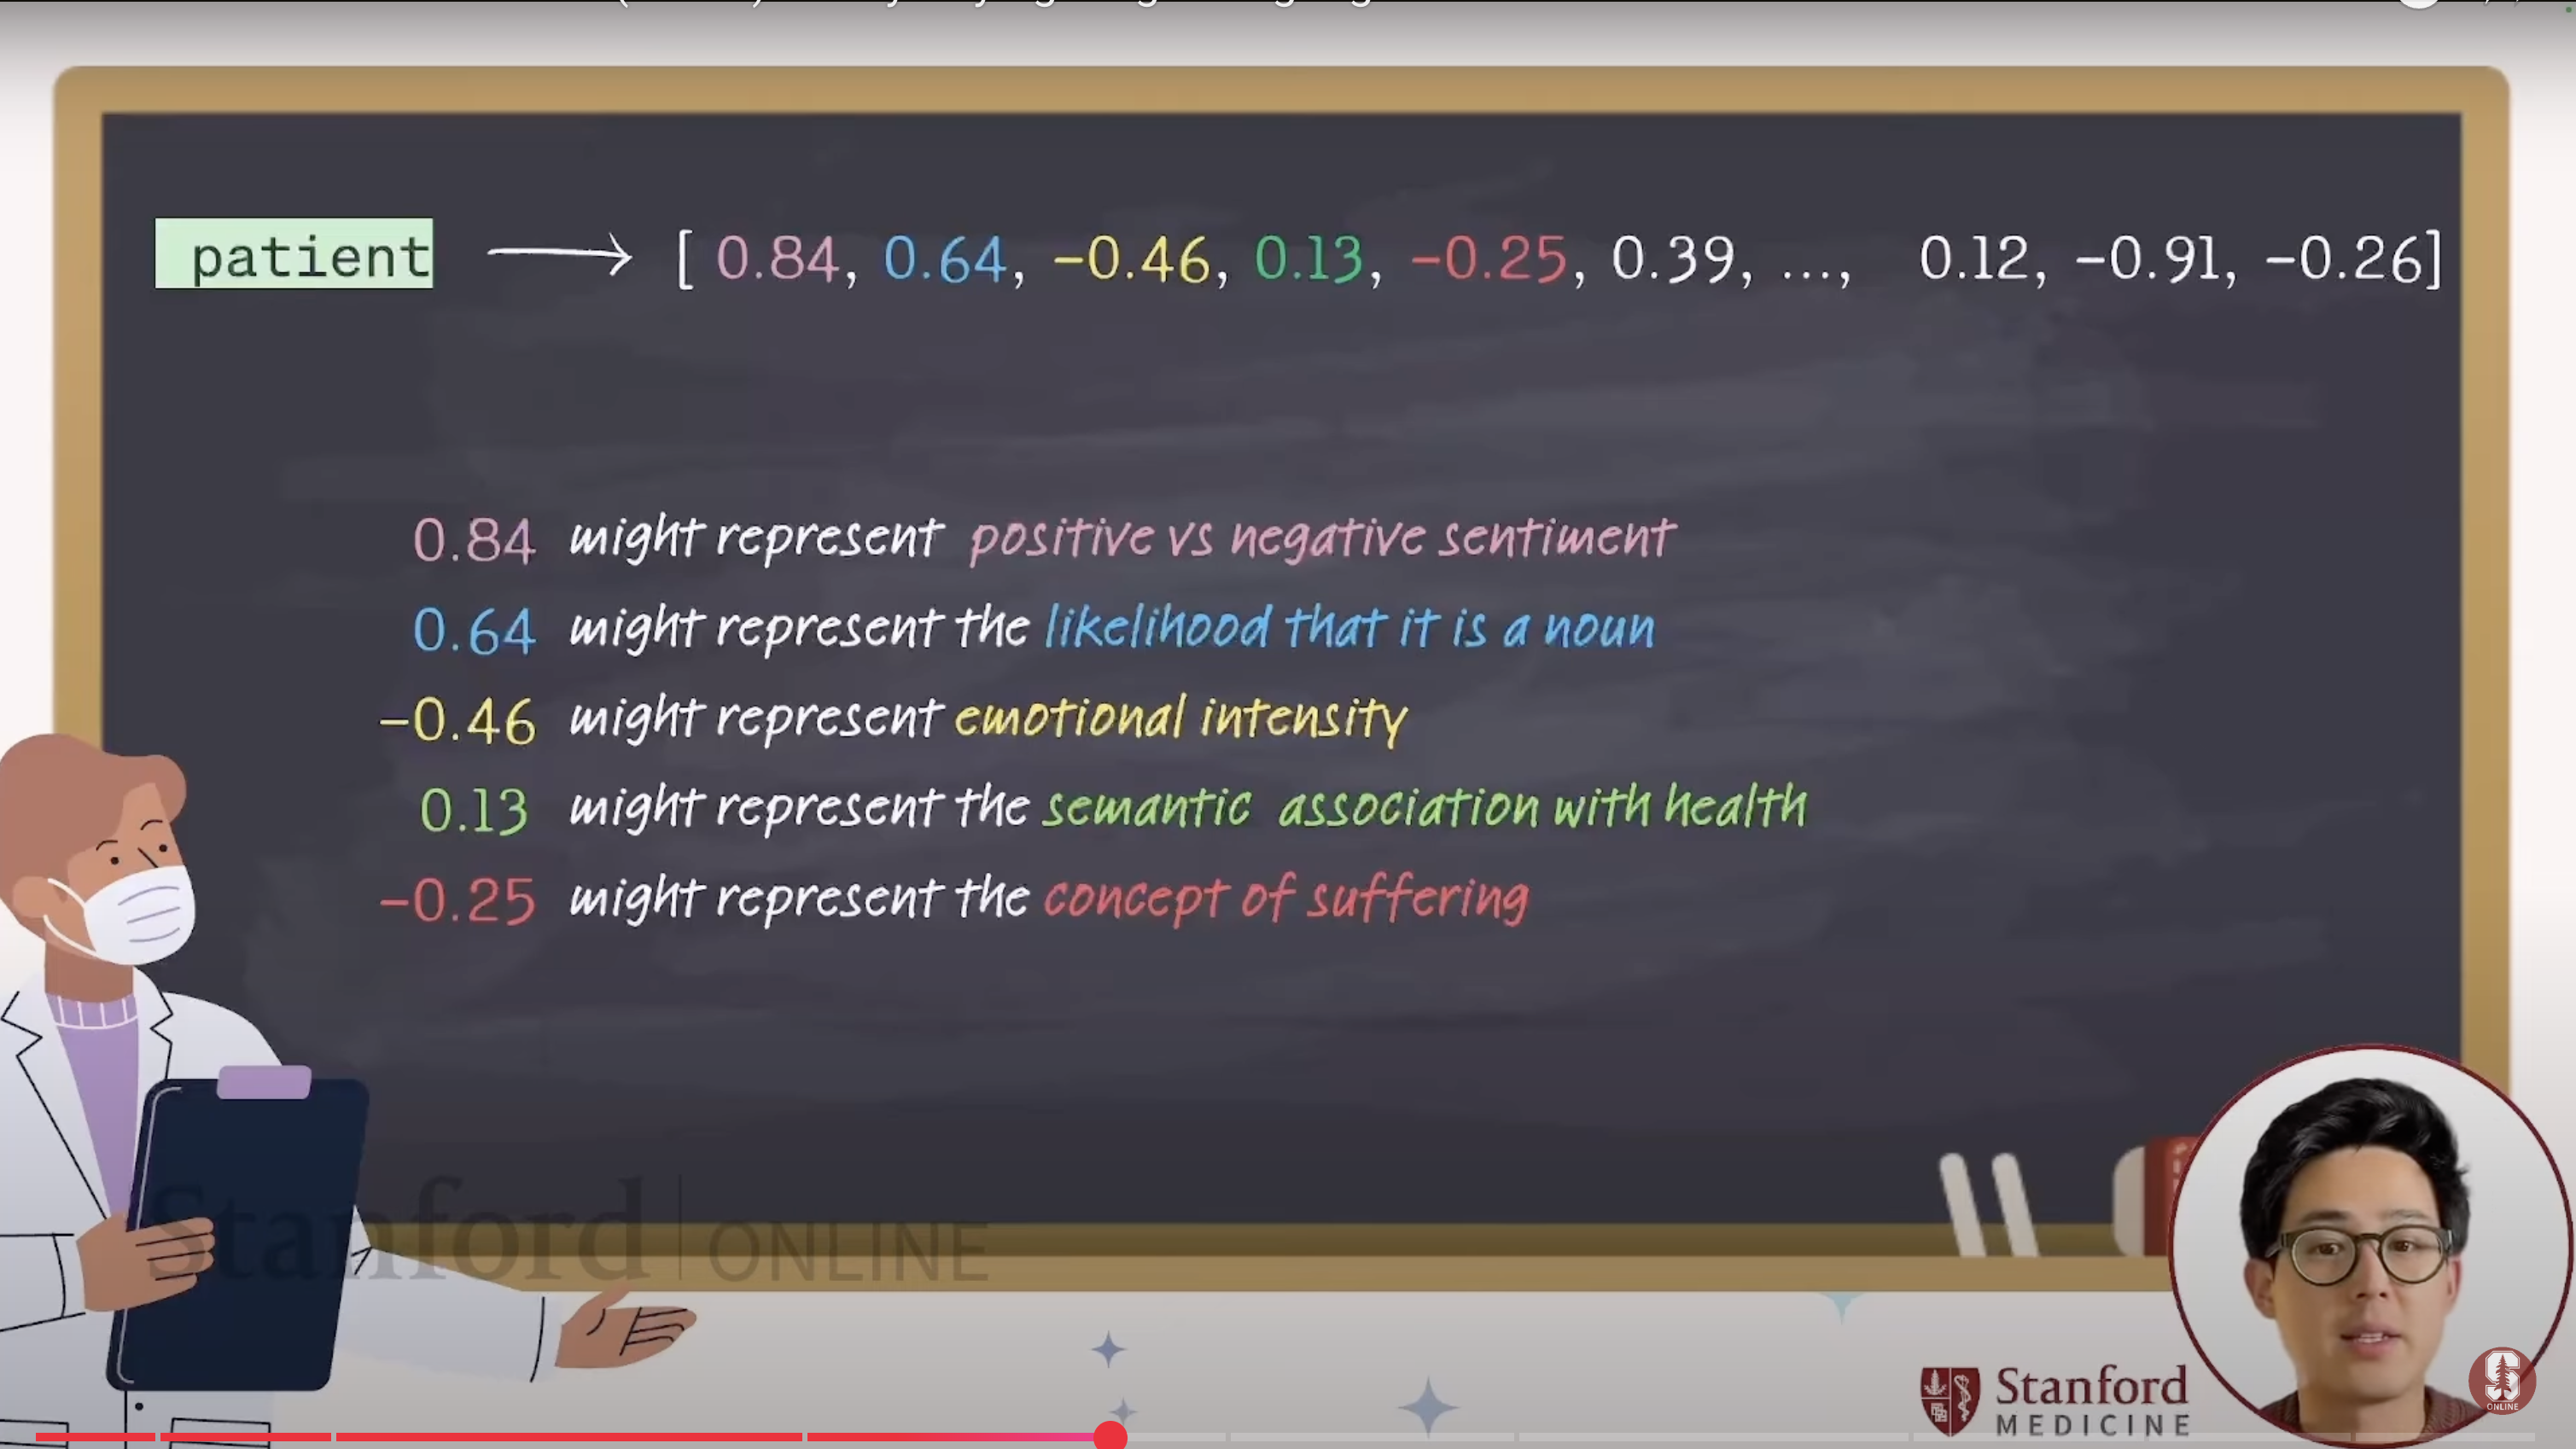 patient → [ 0.84, 0.64, −0.46, 0.13, −0.25, 0.39, ..., 0.12, −0.91, −0.26]
0.84 might represent positive vs negative sentiment
0.64 might represent the likelihood that it is a noun
−0.46 might represent emotional intensity
0.13 might represent the semantic association with health
−0.25 might represent the concept of suffering
Stanford | ONLINE
Stanford
MEDICINE
S
ONLINE